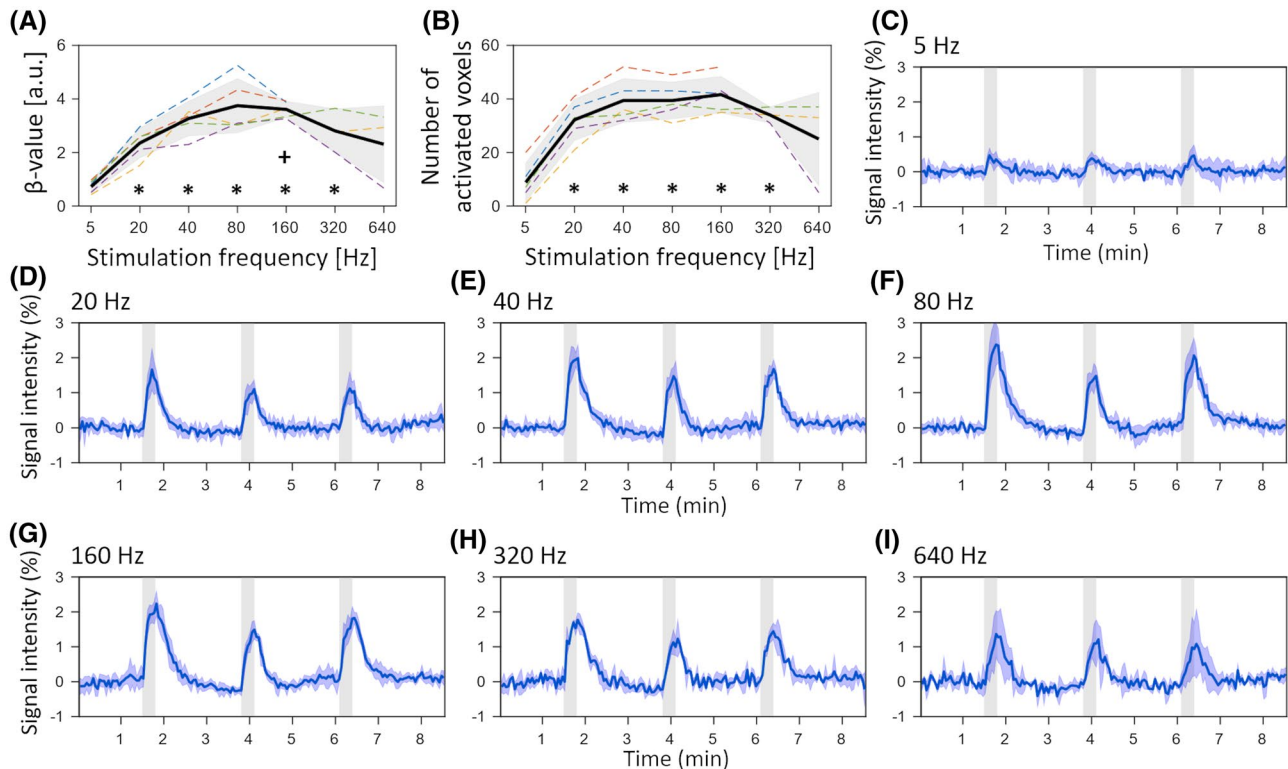 (A)
β-value [a.u.]
6
4
2
0
* * * * *
+
5 20 40 80 160 320 640
Stimulation frequency [Hz]
(B)
Number of
activated voxels
60
40
20
0
* * * * *
5 20 40 80 160 320 640
Stimulation frequency [Hz]
(C)
5 Hz
Signal intensity (%)
3
2
1
0
-1
1 2 3 4 5 6 7 8
Time (min)
(D)
20 Hz
Signal intensity (%)
3
2
1
0
-1
1 2 3 4 5 6 7 8
(E)
40 Hz
3
2
1
0
-1
1 2 3 4 5 6 7 8
Time (min)
(F)
80 Hz
3
2
1
0
-1
1 2 3 4 5 6 7 8
(G)
160 Hz
Signal intensity (%)
3
2
1
0
-1
1 2 3 4 5 6 7 8
(H)
320 Hz
3
2
1
0
-1
1 2 3 4 5 6 7 8
Time (min)
(I)
640 Hz
3
2
1
0
-1
1 2 3 4 5 6 7 8